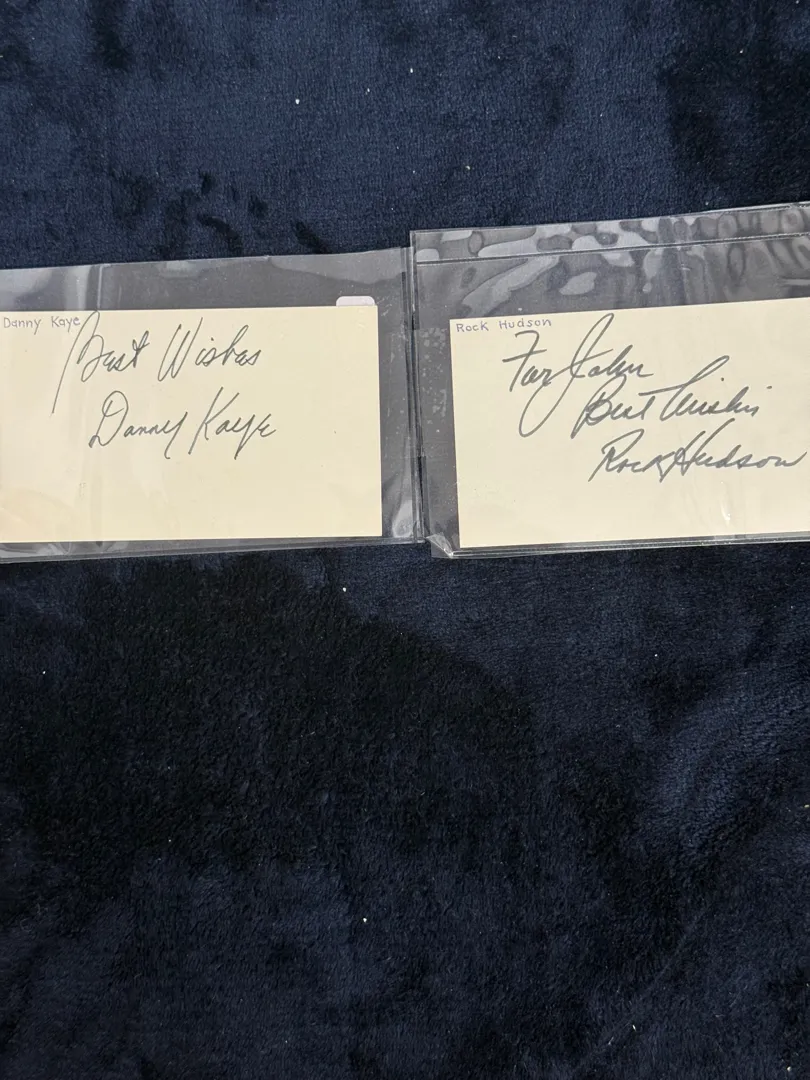 Danny Kaye
Best Wishes
Danny Kaye
Rock Hudson
For John
Best Wishes
Rock Hudson